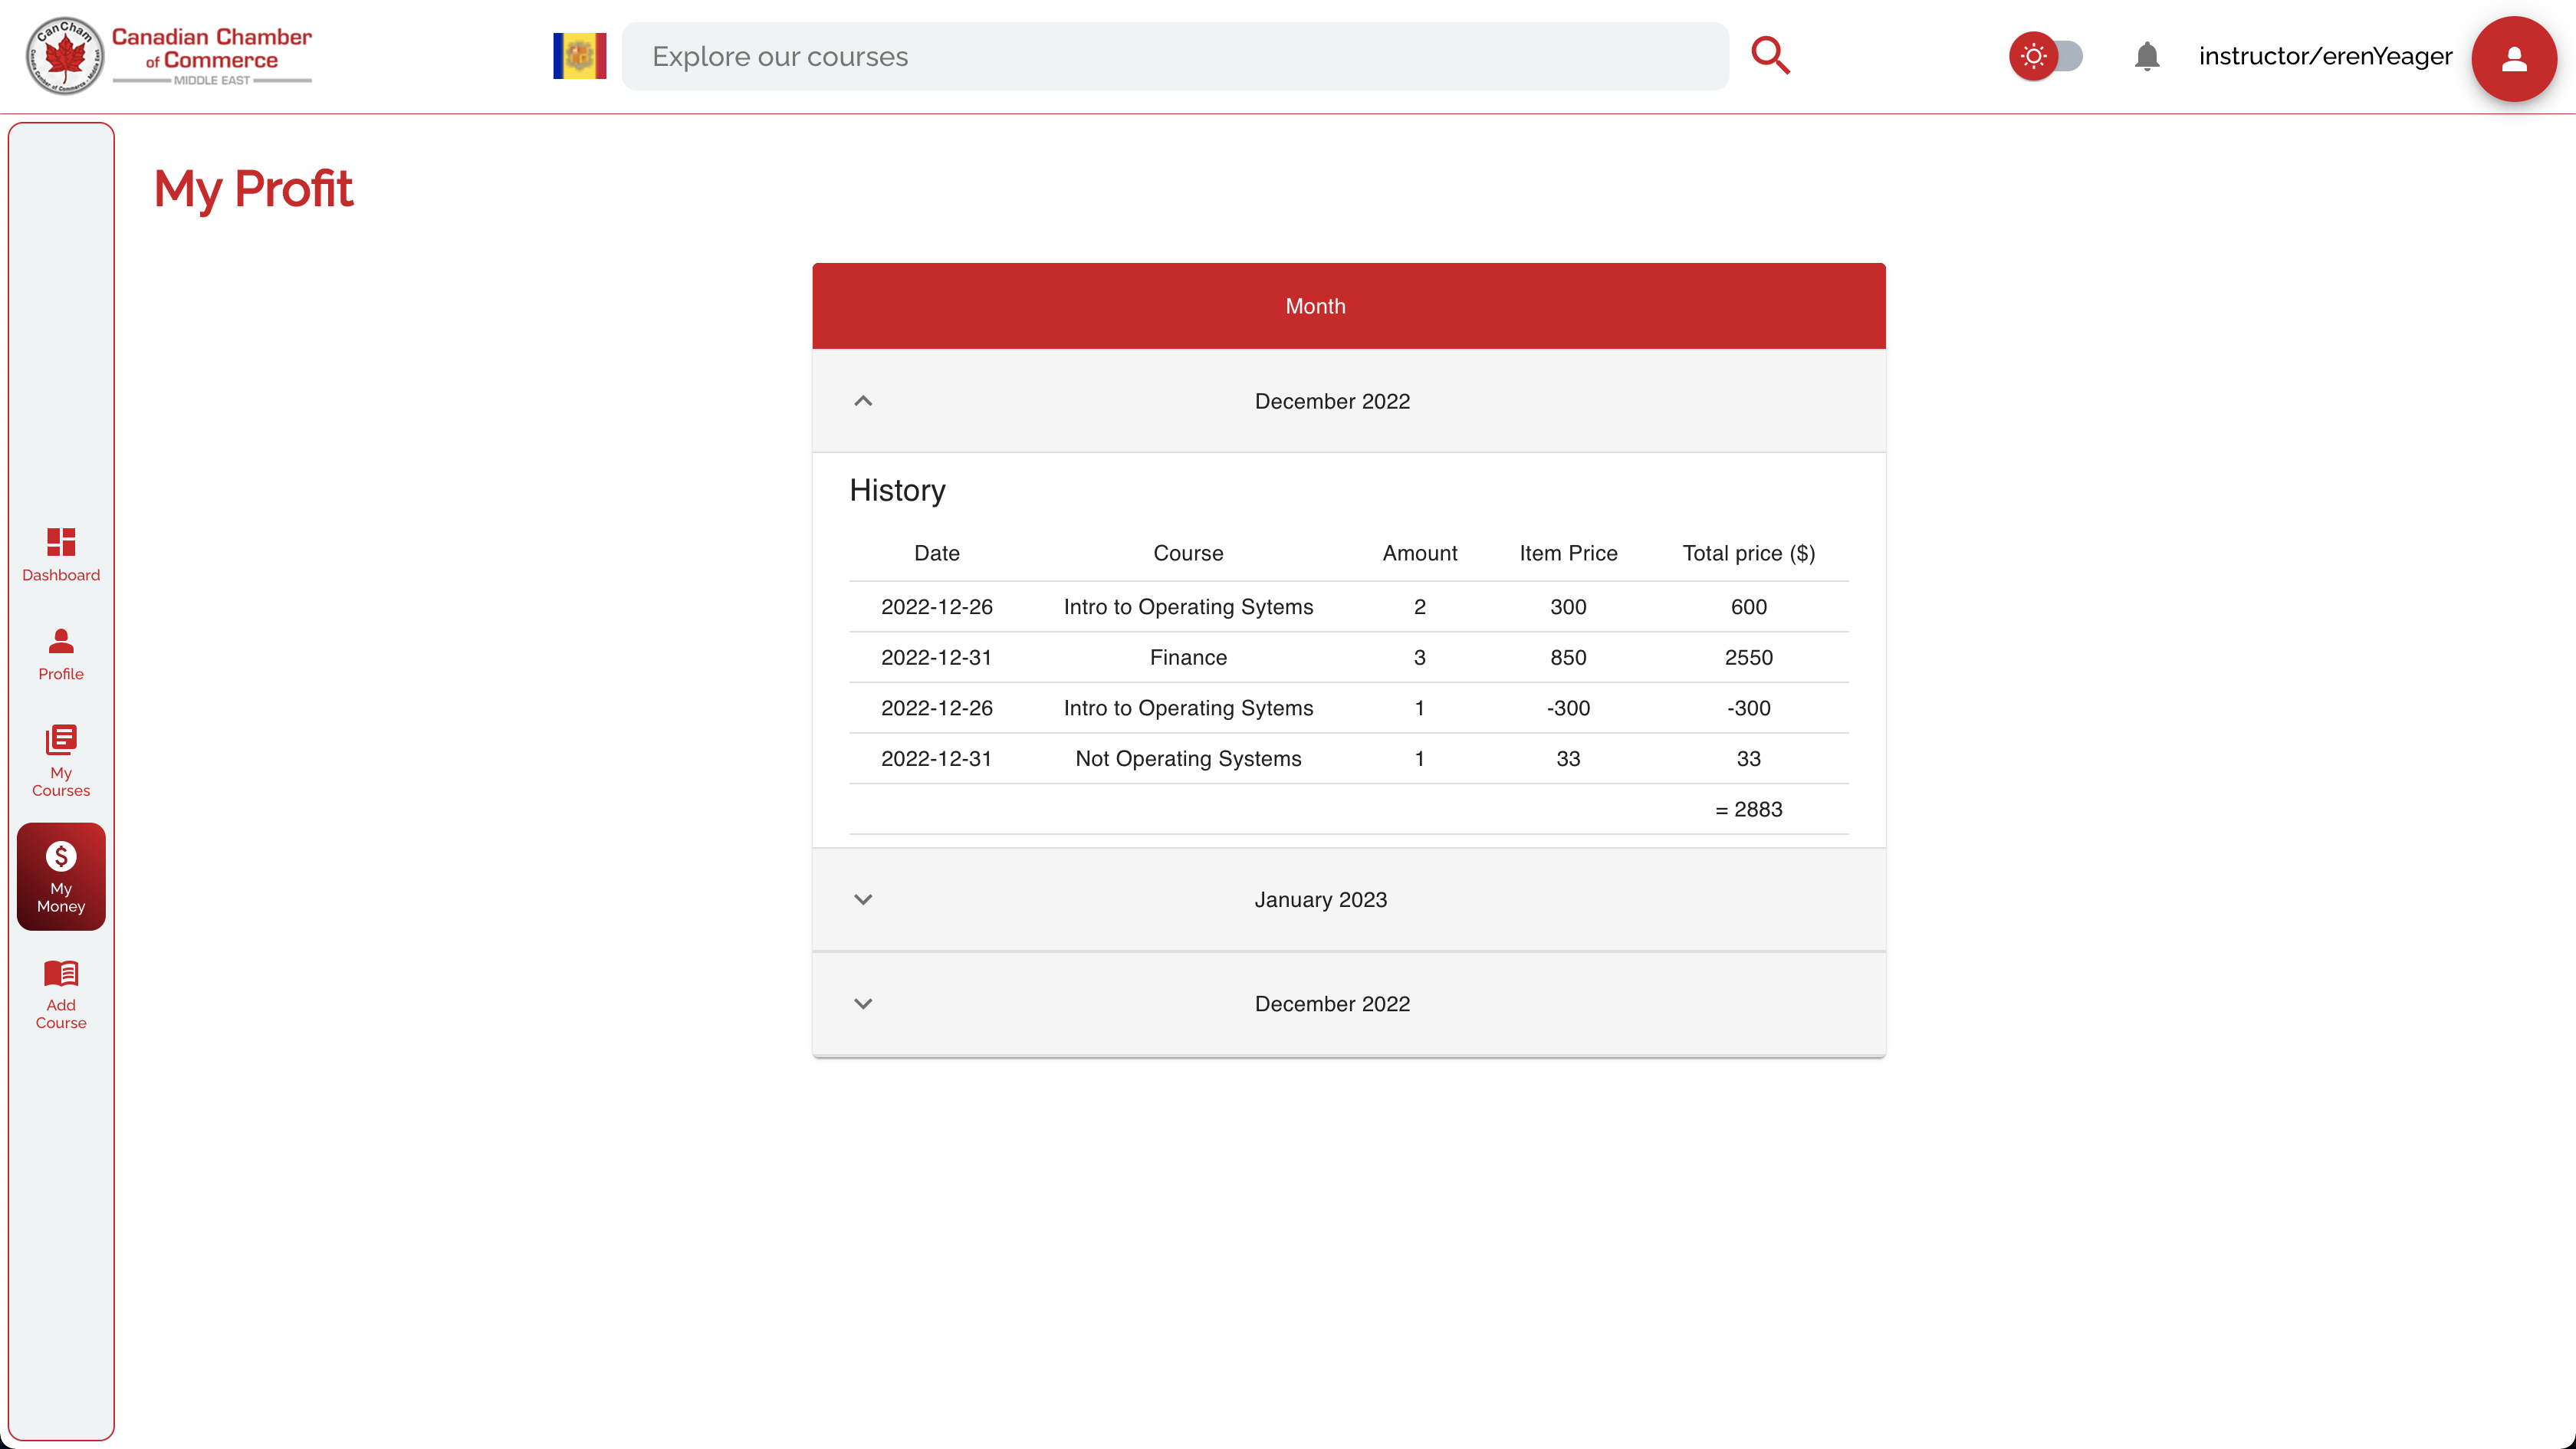 CanCham
Canadian Chamber
of Commerce
MIDDLE EAST
Explore our courses
instructor/erenYeager
My Profit
Dashboard
Profile
My
Courses
My
Money
Add
Course
Month
December 2022
History
Date Course Amount Item Price Total price ($)
2022-12-26 Intro to Operating Sytems 2 300 600
2022-12-31 Finance 3 850 2550
2022-12-26 Intro to Operating Sytems 1 -300 -300
2022-12-31 Not Operating Systems 1 33 33
= 2883
January 2023
December 2022